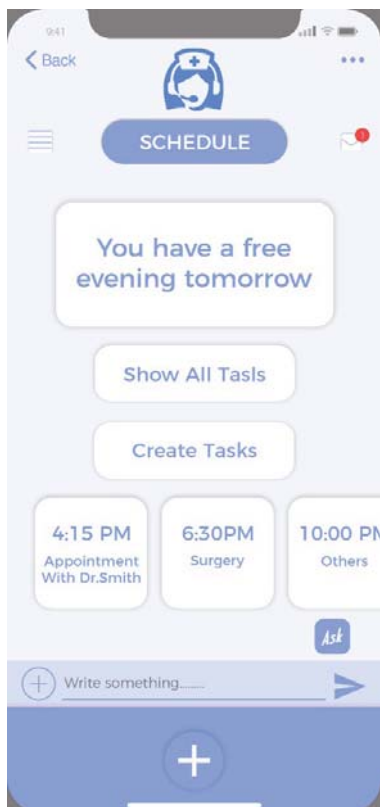 9:41
Back
SCHEDULE
1
You have a free
evening tomorrow
Show All Tasls
Create Tasks
4:15 PM
Appointment
With Dr.Smith
6:30PM
Surgery
10:00 PM
Others
Ask
Write something........